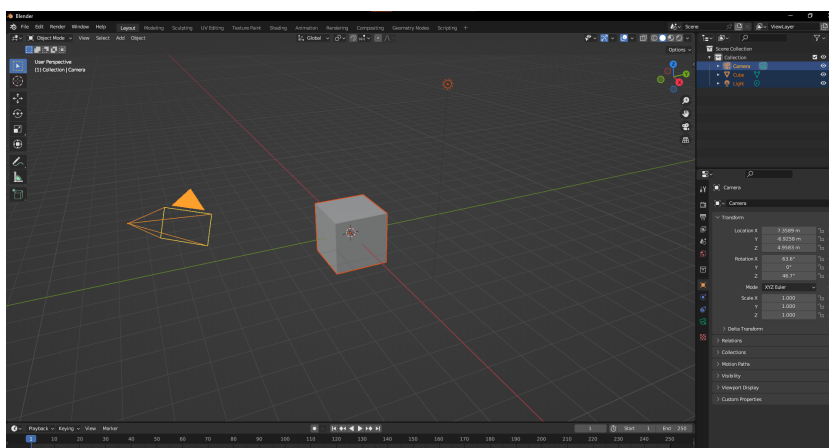 Blender
File Edit Render Window Help Layout Modeling Sculpting UV Editing Texture Paint Shading Animation Rendering Compositing Geometry Nodes Scripting + Scene ViewLayer
Object Mode View Select Add Object Global
Options
User Perspective
(1) Collection | Camera
Scene Collection
Collection
Camera
Cube
Light
Z
Y
X
Camera
Camera
Transform
Location X 7.3589 m
Y -6.9258 m
Z 4.9583 m
Rotation X 63.6°
Y 0°
Z 46.7°
Mode XYZ Euler
Scale X 1.000
Y 1.000
Z 1.000
Delta Transform
Relations
Collections
Motion Paths
Visibility
Viewport Display
Custom Properties
Playback Keying View Marker 1 Start 1 End 250
1 10 20 30 40 50 60 70 80 90 100 110 120 130 140 150 160 170 180 190 200 210 220 230 240 250